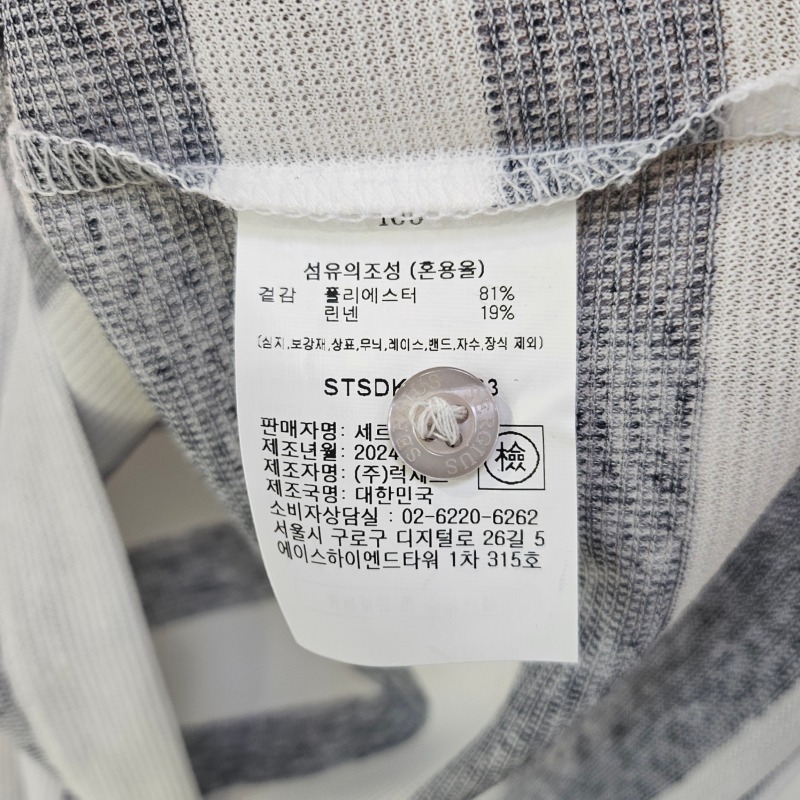 섬유의조성 (혼용율)
겉감 폴리에스터 81%
린넨 19%
(심지,보강재,상표,무늬,레이스,밴드,자수,장식 제외)
STSDK
판매자명: 세르
제조년월: 2024
제조자명: (주)럭셔
제조국명: 대한민국
檢
소비자상담실 : 02-6220-6262
서울시 구로구 디지털로 26길 5
에이스하이엔드타워 1차 315호